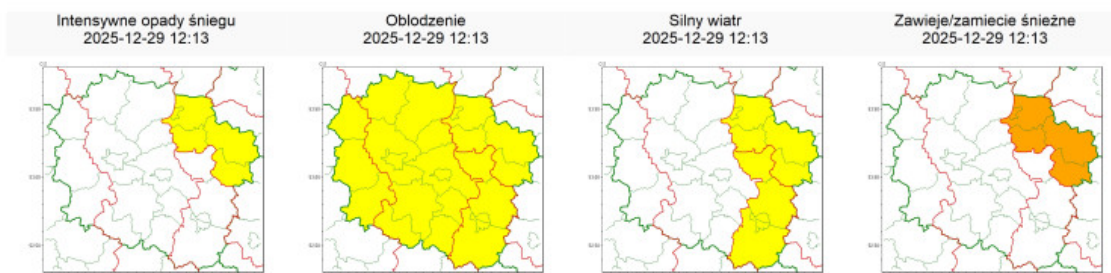 Intensywne opady śniegu
2025-12-29 12:13
Oblodzenie
2025-12-29 12:13
Silny wiatr
2025-12-29 12:13
Zawieje/zamiecie śnieżne
2025-12-29 12:13